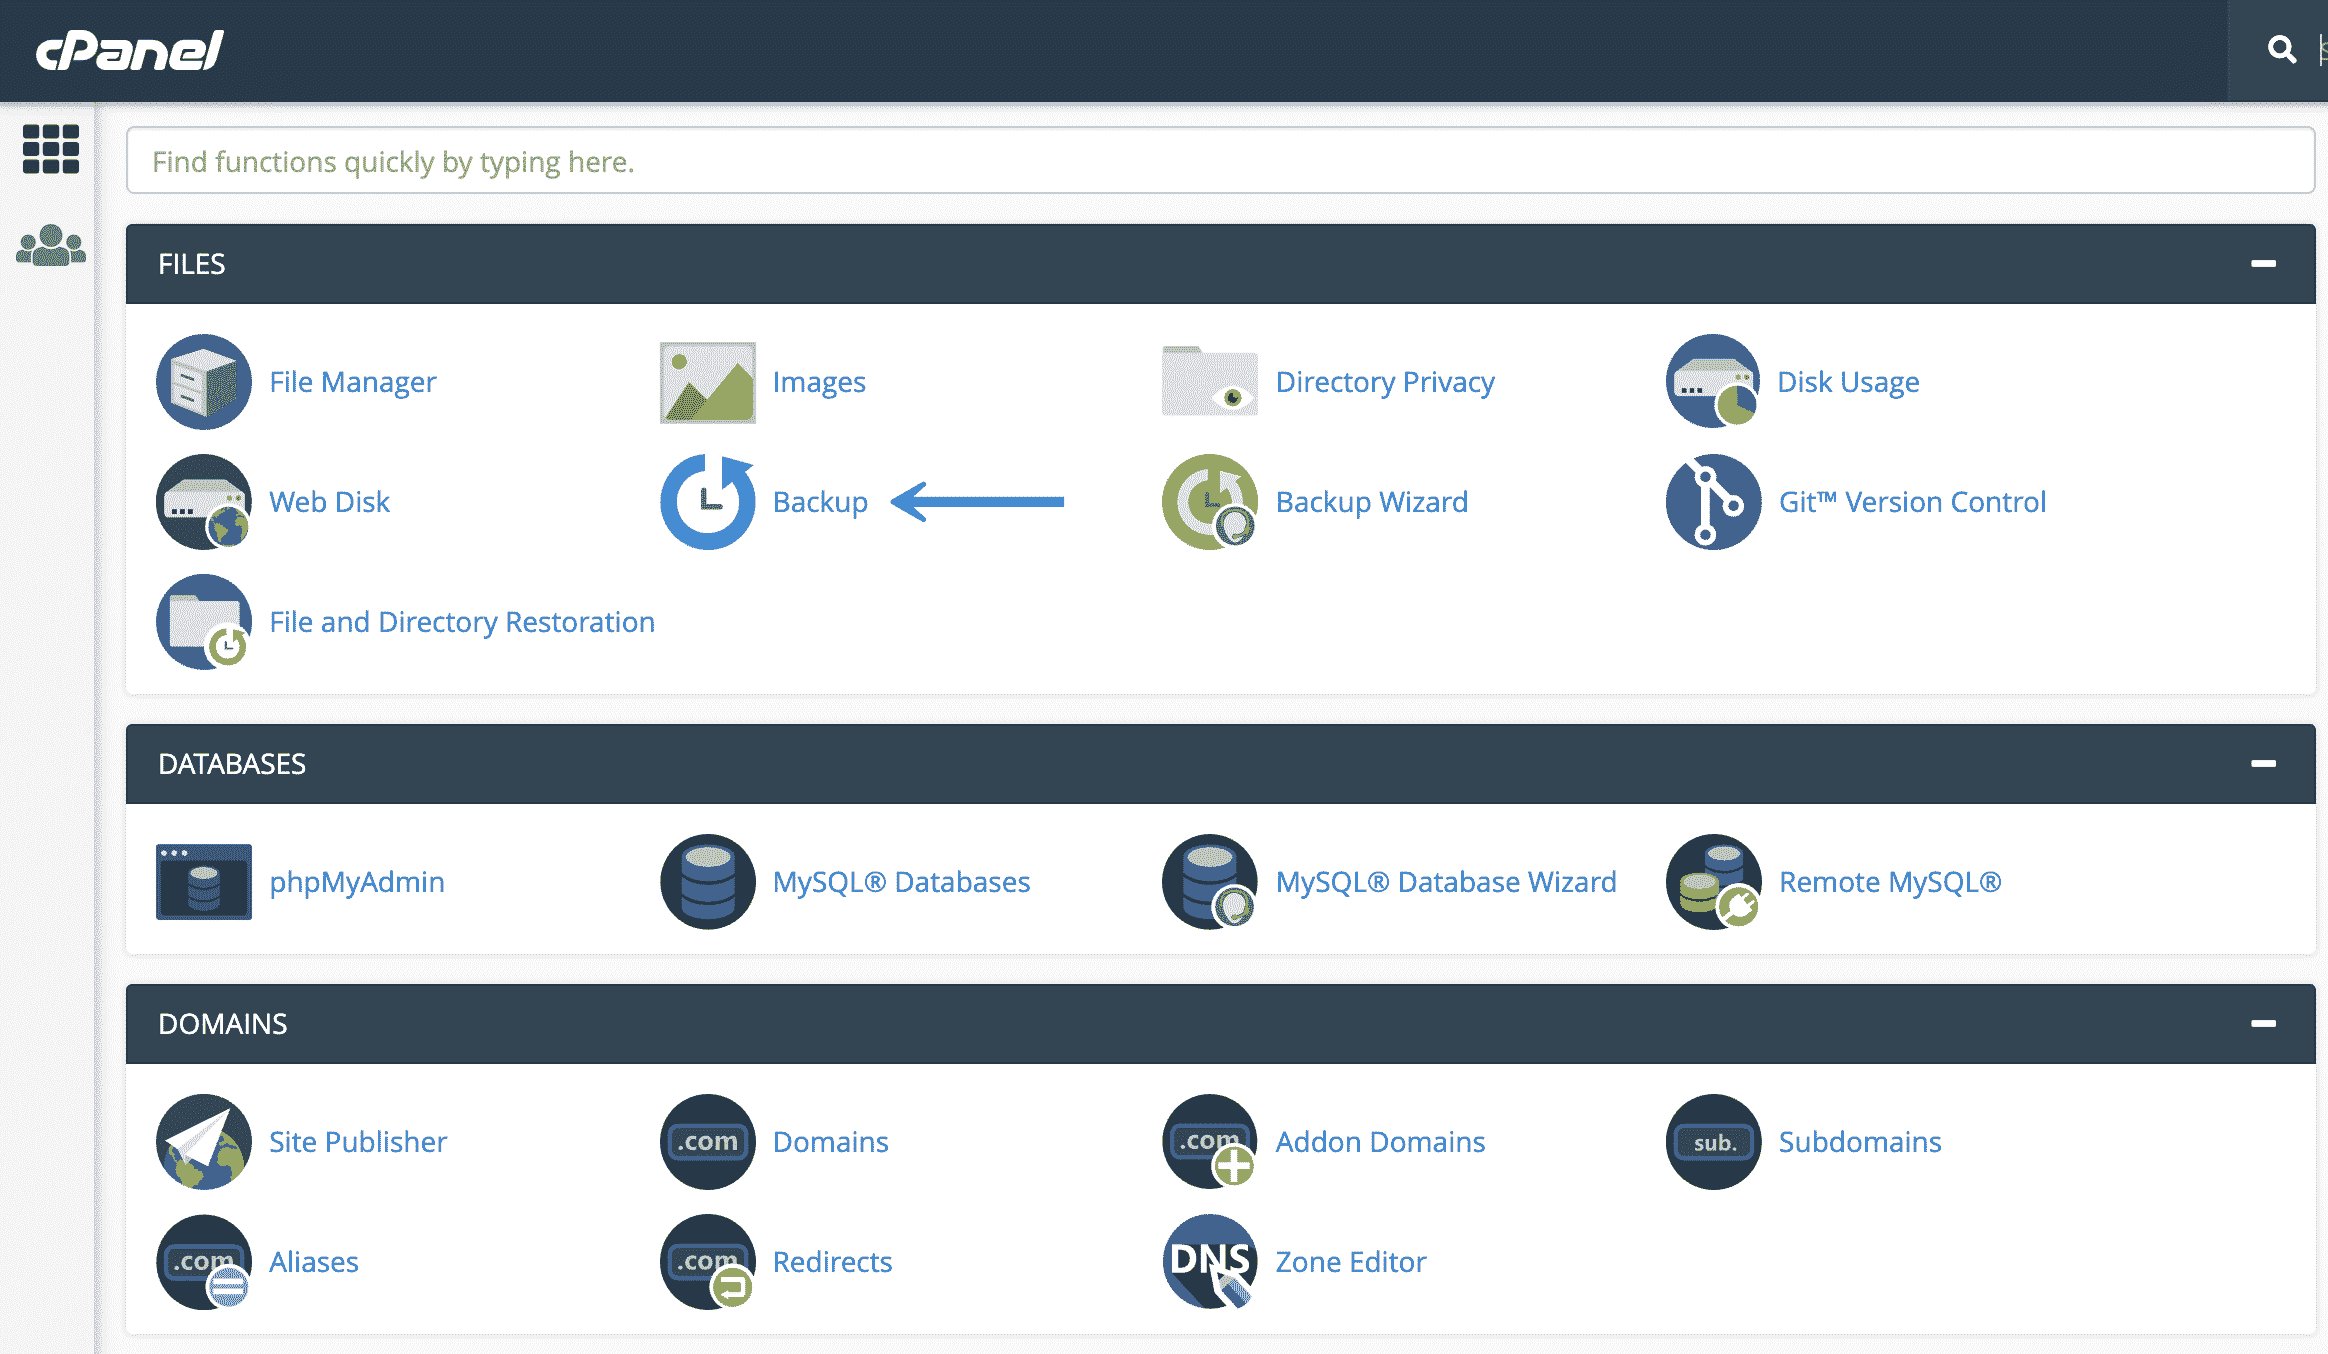 cPanel
Find functions quickly by typing here.
FILES
File Manager
Images
Directory Privacy
Disk Usage
Web Disk
Backup
Backup Wizard
Git™ Version Control
File and Directory Restoration
DATABASES
phpMyAdmin
MySQL® Databases
MySQL® Database Wizard
Remote MySQL®
DOMAINS
Site Publisher
.com
Domains
.com
Addon Domains
sub.
Subdomains
.com
Aliases
.com
Redirects
DNS
Zone Editor